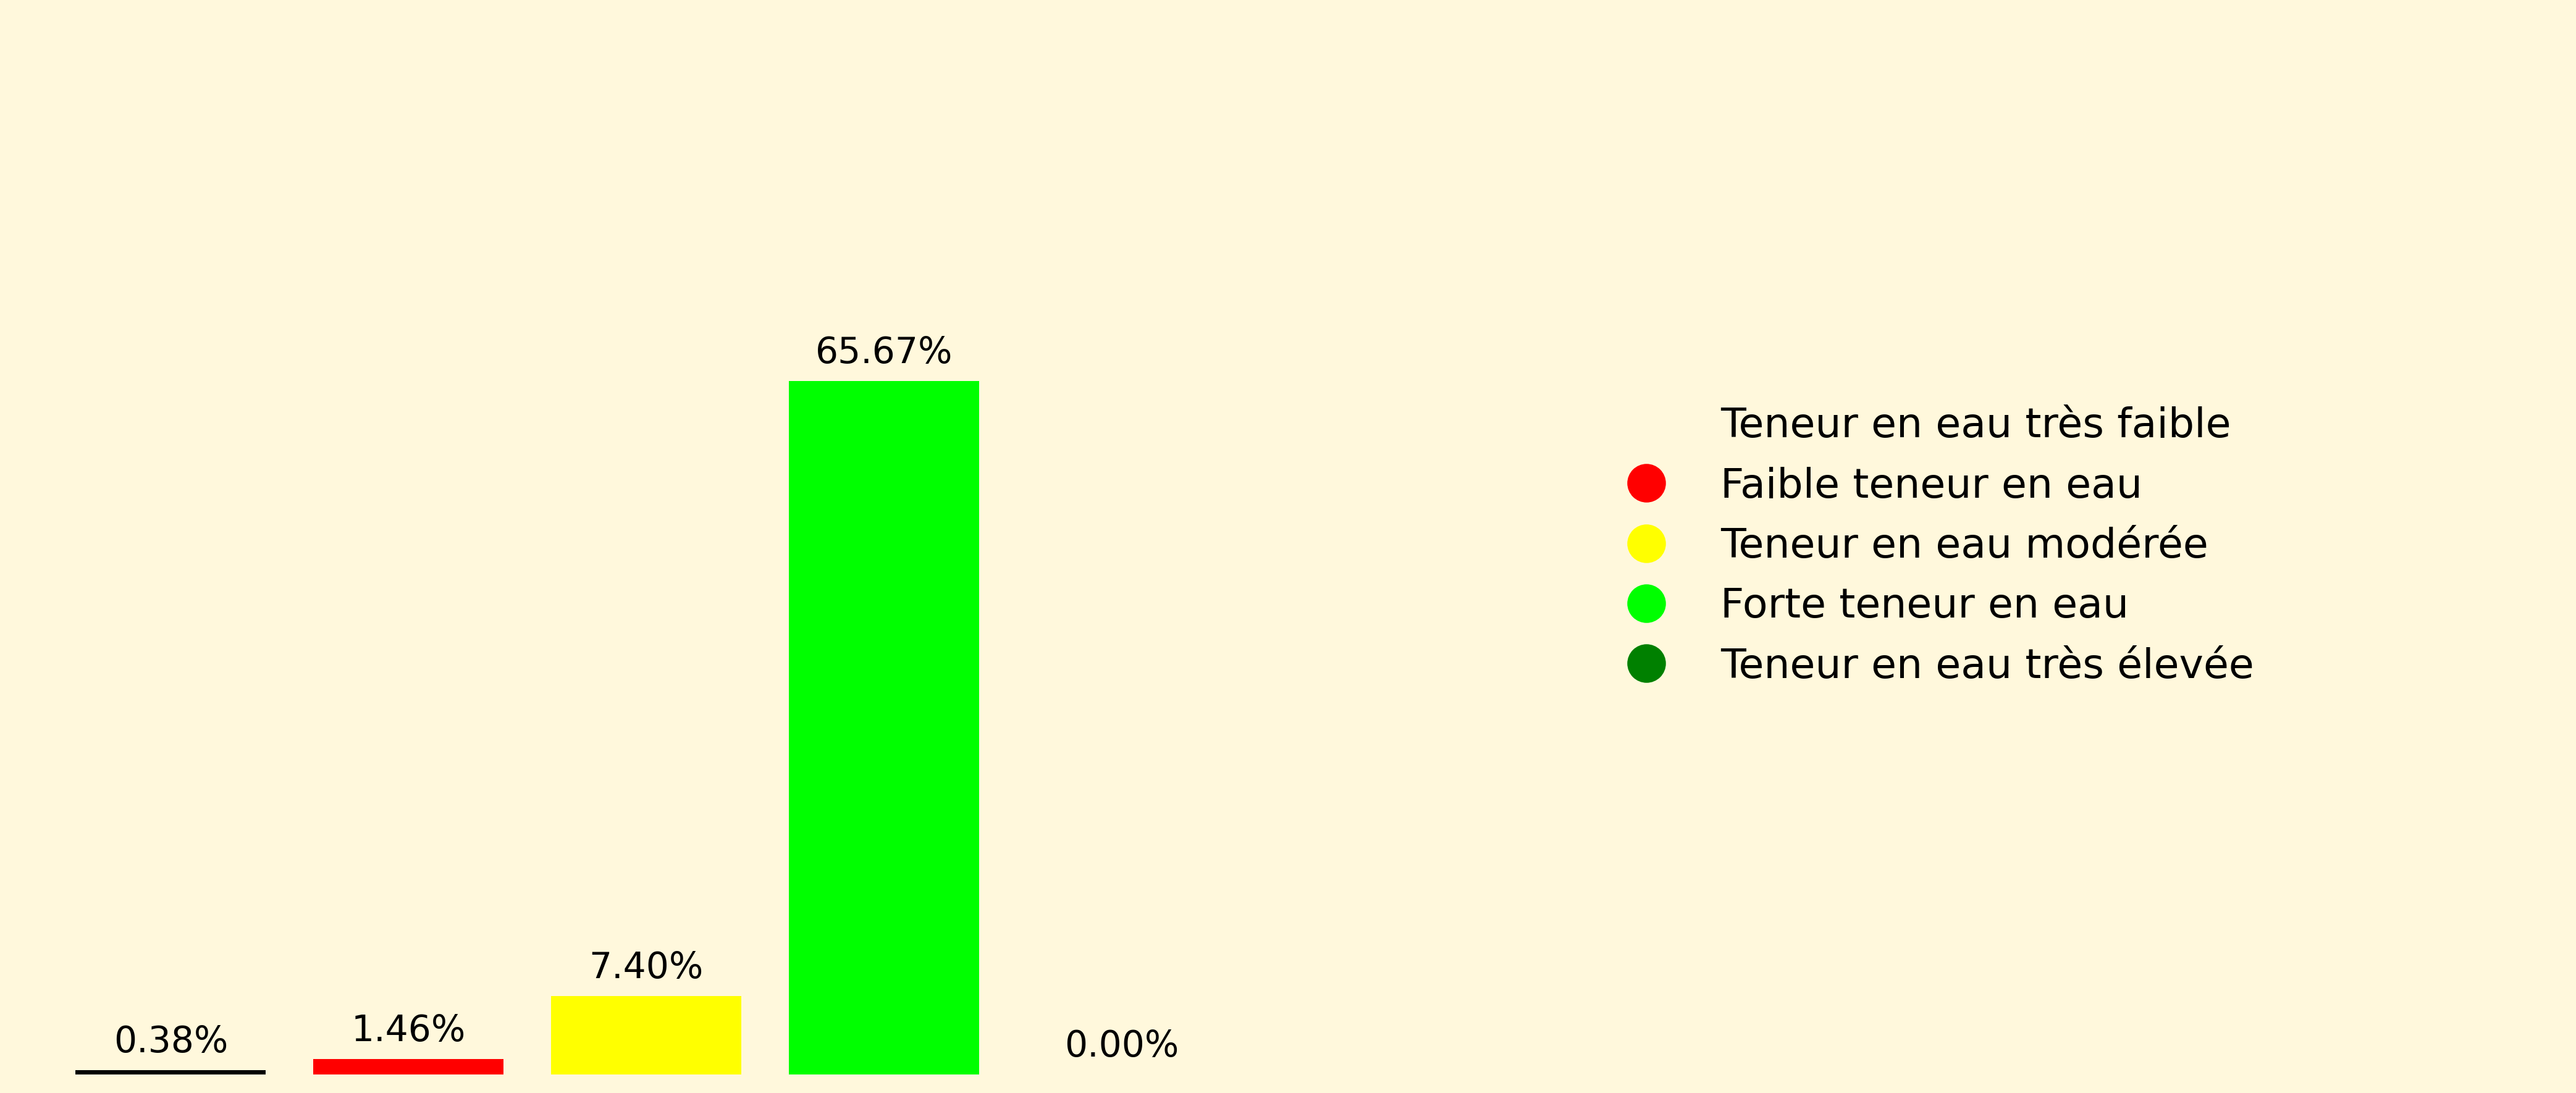 65.67%
7.40%
1.46%
0.38%
0.00%
Teneur en eau très faible
Faible teneur en eau
Teneur en eau modérée
Forte teneur en eau
Teneur en eau très élevée